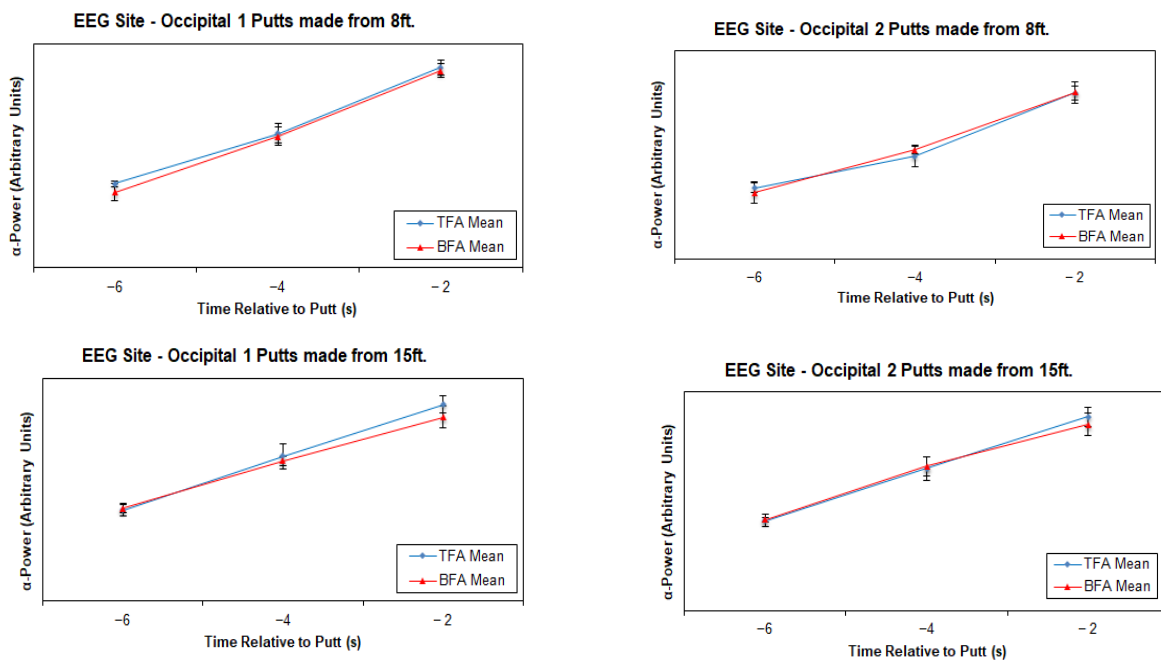 EEG Site - Occipital 1 Putts made from 8ft.
α-Power (Arbitrary Units)
TFA Mean
BFA Mean
−6
−4
− 2
Time Relative to Putt (s)
EEG Site - Occipital 2 Putts made from 8ft.
α-Power (Arbitrary Units)
TFA Mean
BFA Mean
−6
−4
− 2
Time Relative to Putt (s)
EEG Site - Occipital 1 Putts made from 15ft.
α-Power (Arbitrary Units)
TFA Mean
BFA Mean
−6
−4
− 2
Time Relative to Putt (s)
EEG Site - Occipital 2 Putts made from 15ft.
α-Power (Arbitrary Units)
TFA Mean
BFA Mean
−6
−4
− 2
Time Relative to Putt (s)